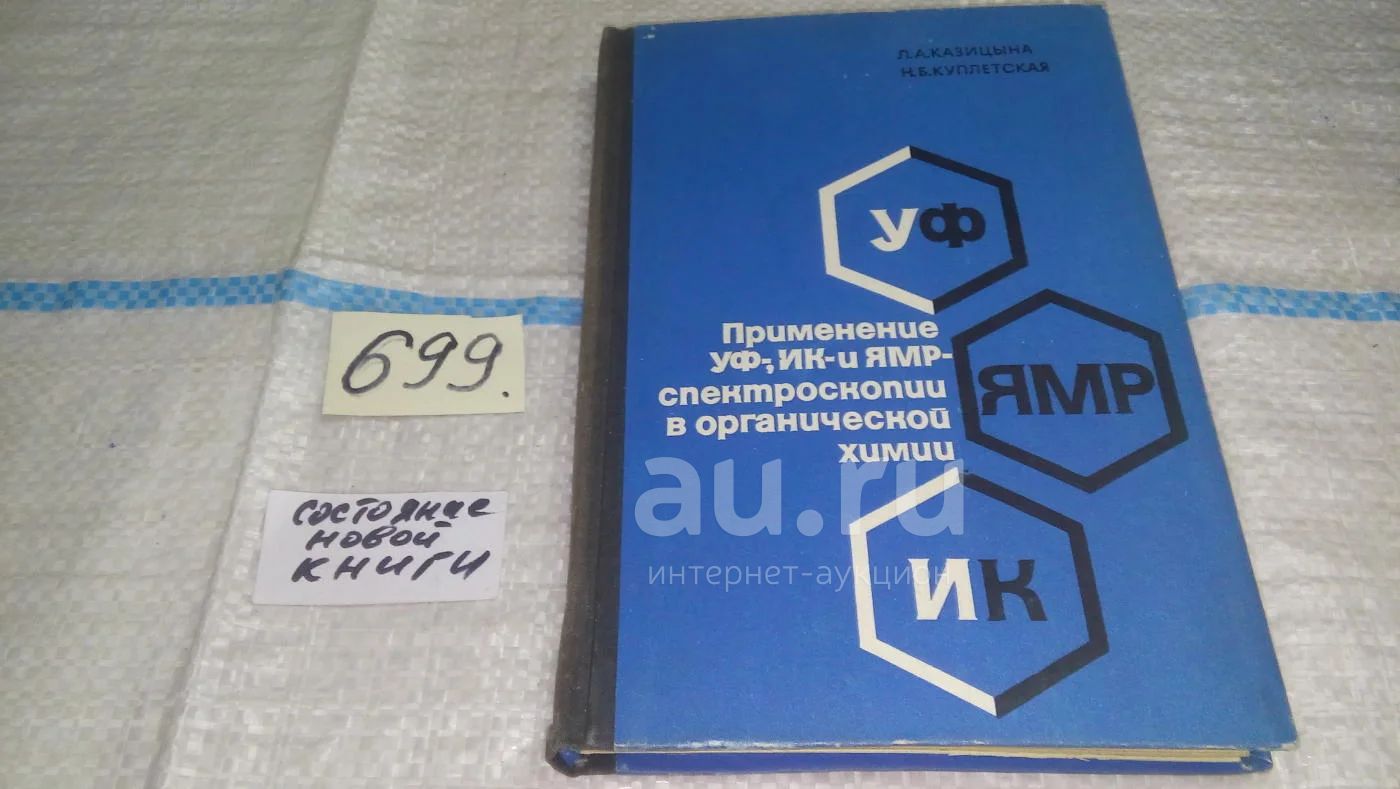 Л.А.КАЗИЦЫНА
Н.Б.КУПЛЕТСКАЯ
УФ
Применение
УФ-, ИК- и ЯМР-
спектроскопии
в органической
химии
ЯМР
ИК
699.
состояние
новой
книги
au.ru
интернет-аукцион